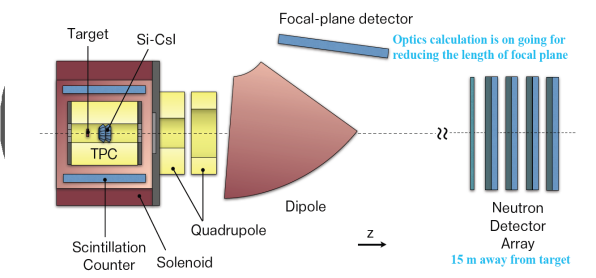 Focal-plane detector
Target
Si-CsI
Optics calculation is on going for
reducing the length of focal plane
TPC
Dipole
Quadrupole
z
Scintillation
Counter
Solenoid
Neutron
Detector
Array
15 m away from target